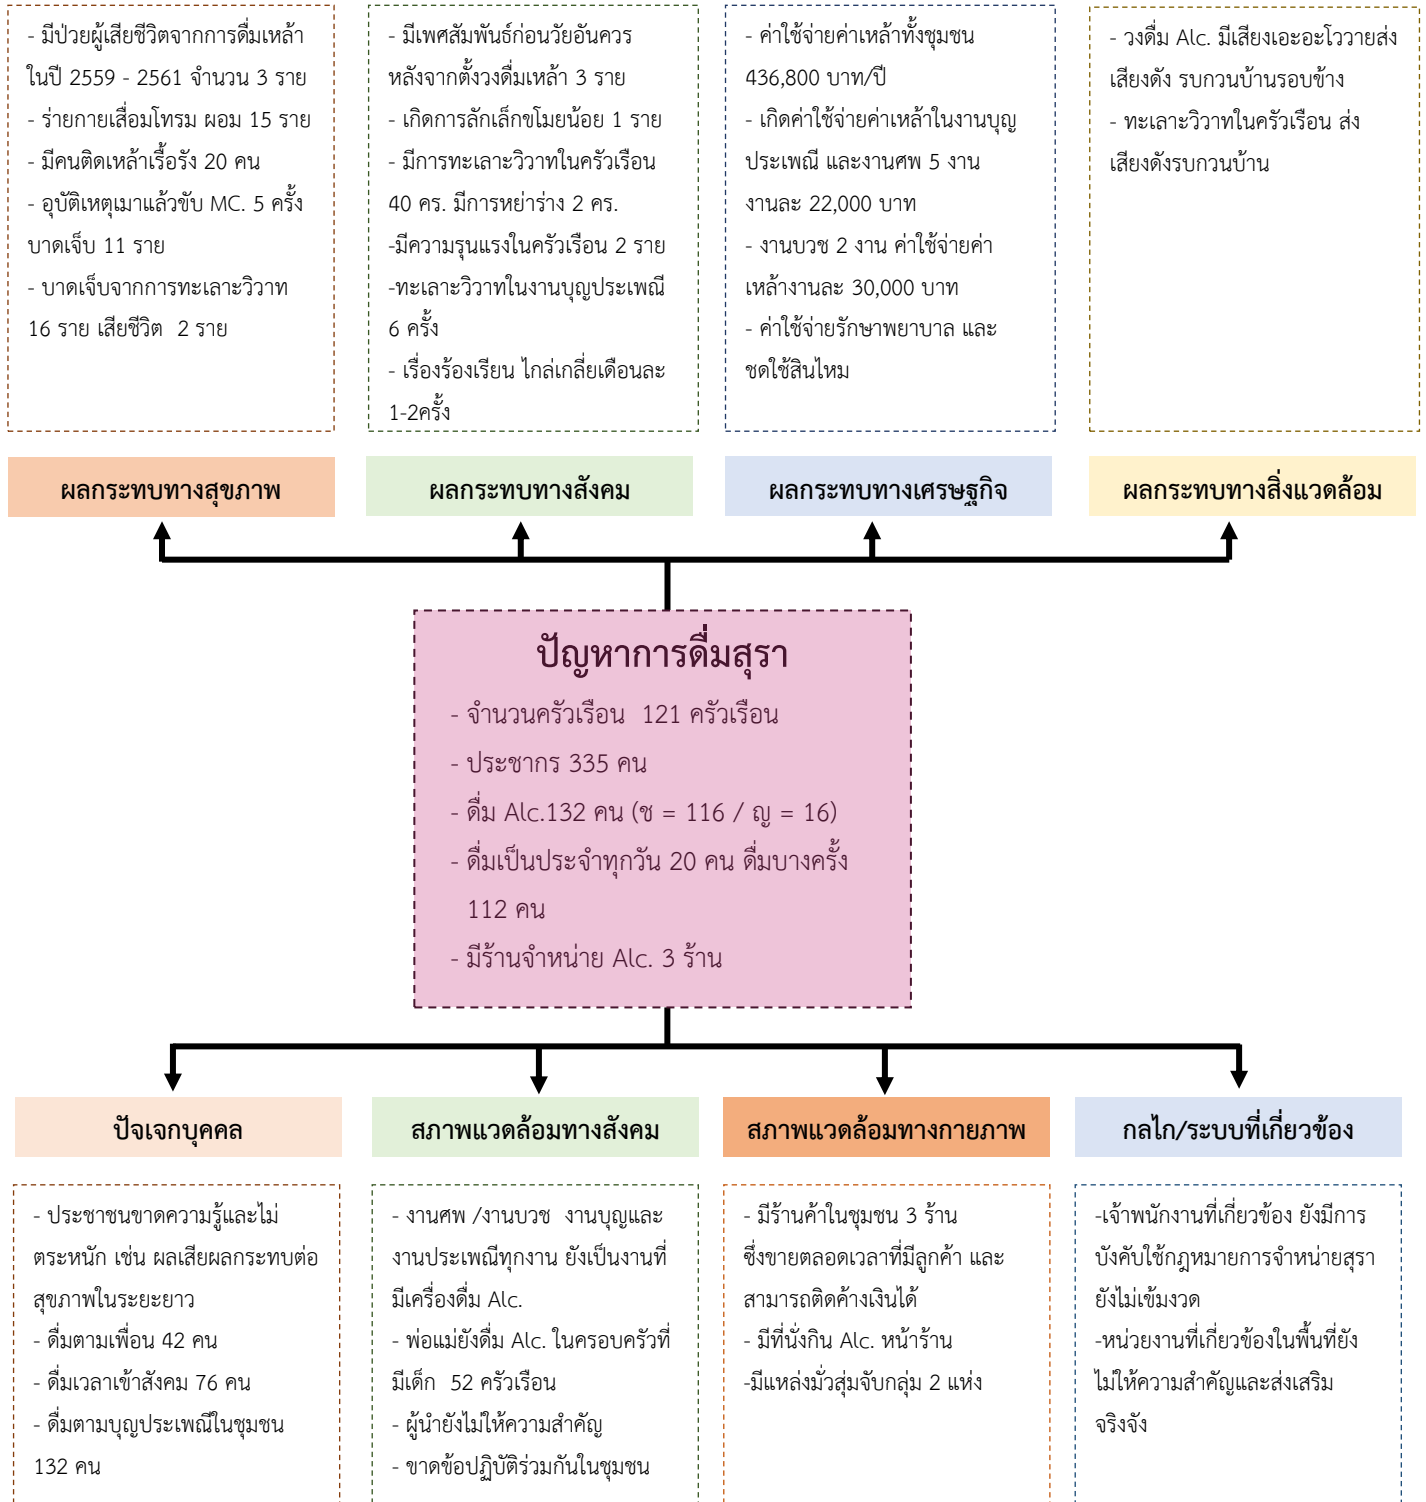 - มีป่วยผู้เสียชีวิตจากการดื่มเหล้า
ในปี 2559 - 2561 จำนวน 3 ราย
- ร่ายกายเสื่อมโทรม ผอม 15 ราย
- มีคนติดเหล้าเรื้อรัง 20 คน
- อุบัติเหตุเมาแล้วขับ MC. 5 ครั้ง
บาดเจ็บ 11 ราย
- บาดเจ็บจากการทะเลาะวิวาท
16 ราย เสียชีวิต 2 ราย
- มีเพศสัมพันธ์ก่อนวัยอันควร
หลังจากตั้งวงดื่มเหล้า 3 ราย
- เกิดการลักเล็กขโมยน้อย 1 ราย
- มีการทะเลาะวิวาทในครัวเรือน
40 คร. มีการหย่าร่าง 2 คร.
-มีความรุนแรงในครัวเรือน 2 ราย
-ทะเลาะวิวาทในงานบุญประเพณี
6 ครั้ง
- เรื่องร้องเรียน ไกล่เกลี่ยเดือนละ
1-2ครั้ง
- ค่าใช้จ่ายค่าเหล้าทั้งชุมชน
436,800 บาท/ปี
- เกิดค่าใช้จ่ายค่าเหล้าในงานบุญ
ประเพณี และงานศพ 5 งาน
งานละ 22,000 บาท
- งานบวช 2 งาน ค่าใช้จ่ายค่า
เหล้างานละ 30,000 บาท
- ค่าใช้จ่ายรักษาพยาบาล และ
ชดใช้สินไหม
- วงดื่ม Alc. มีเสียงเอะอะโววายส่ง
เสียงดัง รบกวนบ้านรอบข้าง
- ทะเลาะวิวาทในครัวเรือน ส่ง
เสียงดังรบกวนบ้าน
ผลกระทบทางสุขภาพ
ผลกระทบทางสังคม
ผลกระทบทางเศรษฐกิจ
ผลกระทบทางสิ่งแวดล้อม
ปัญหาการดื่มสุรา
- จำนวนครัวเรือน 121 ครัวเรือน
- ประชากร 335 คน
- ดื่ม Alc.132 คน (ช = 116 / ญ = 16)
- ดื่มเป็นประจำทุกวัน 20 คน ดื่มบางครั้ง
112 คน
- มีร้านจำหน่าย Alc. 3 ร้าน
ปัจเจกบุคคล
สภาพแวดล้อมทางสังคม
สภาพแวดล้อมทางกายภาพ
กลไก/ระบบที่เกี่ยวข้อง
- ประชาชนขาดความรู้และไม่
ตระหนัก เช่น ผลเสียผลกระทบต่อ
สุขภาพในระยะยาว
- ดื่มตามเพื่อน 42 คน
- ดื่มเวลาเข้าสังคม 76 คน
- ดื่มตามบุญประเพณีในชุมชน
132 คน
- งานศพ /งานบวช งานบุญและ
งานประเพณีทุกงาน ยังเป็นงานที่
มีเครื่องดื่ม Alc.
- พ่อแม่ยังดื่ม Alc. ในครอบครัวที่
มีเด็ก 52 ครัวเรือน
- ผู้นำยังไม่ให้ความสำคัญ
- ขาดข้อปฏิบัติร่วมกันในชุมชน
- มีร้านค้าในชุมชน 3 ร้าน
ซึ่งขายตลอดเวลาที่มีลูกค้า และ
สามารถติดค้างเงินได้
- มีที่นั่งกิน Alc. หน้าร้าน
-มีแหล่งมั่วสุ่มจับกลุ่ม 2 แห่ง
-เจ้าพนักงานที่เกี่ยวข้อง ยังมีการ
บังคับใช้กฎหมายการจำหน่ายสุรา
ยังไม่เข้มงวด
-หน่วยงานที่เกี่ยวข้องในพื้นที่ยัง
ไม่ให้ความสำคัญและส่งเสริม
จริงจัง